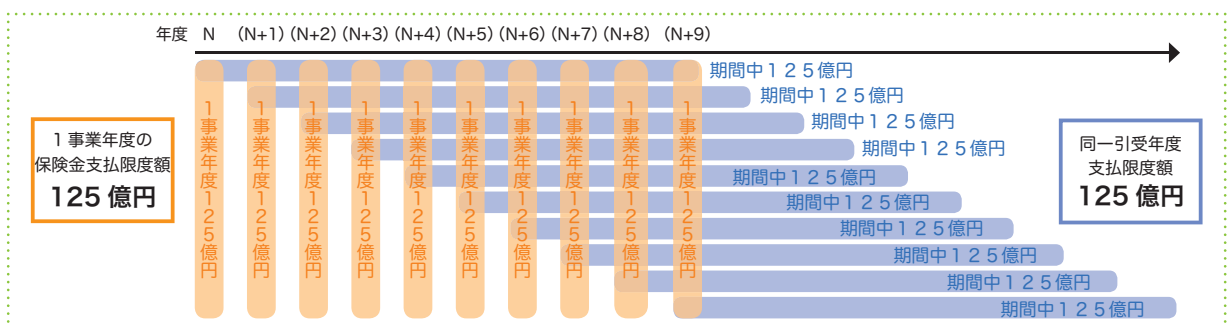 年度 N (N+1) (N+2) (N+3) (N+4) (N+5) (N+6) (N+7) (N+8) (N+9)
1 事業年度の
保険金支払限度額
125 億円
1事業年度125億円
1事業年度125億円
1事業年度125億円
1事業年度125億円
1事業年度125億円
1事業年度125億円
1事業年度125億円
1事業年度125億円
1事業年度125億円
1事業年度125億円
期間中１２５億円
期間中１２５億円
期間中１２５億円
期間中１２５億円
期間中１２５億円
期間中１２５億円
期間中１２５億円
期間中１２５億円
期間中１２５億円
期間中１２５億円
同一引受年度
支払限度額
125 億円